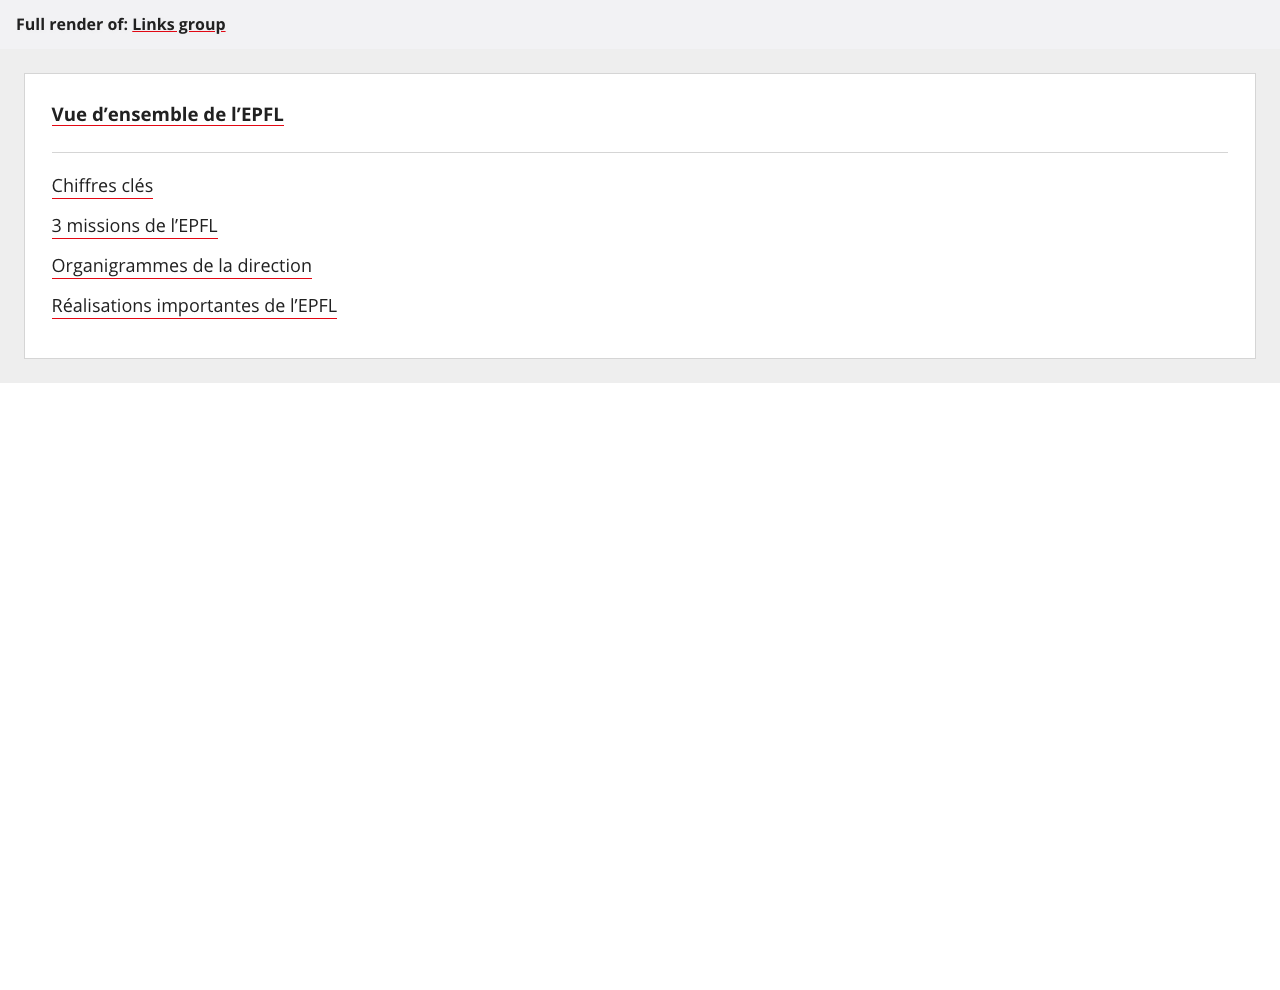 Full render of: Links group
Vue d’ensemble de l’EPFL
Chiffres clés
3 missions de l’EPFL
Organigrammes de la direction
Réalisations importantes de l’EPFL